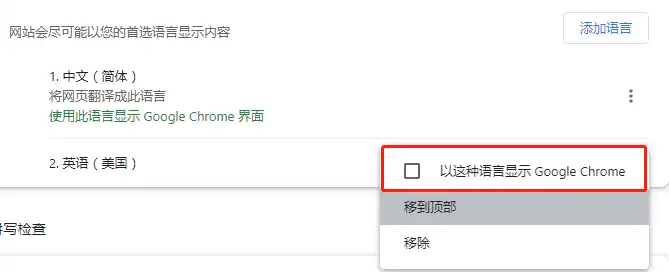 网站会尽可能以您的首选语言显示内容
添加语言
1. 中文（简体）
将网页翻译成此语言
使用此语言显示 Google Chrome 界面
2. 英语（美国）
以这种语言显示 Google Chrome
移到顶部
移除
写检查